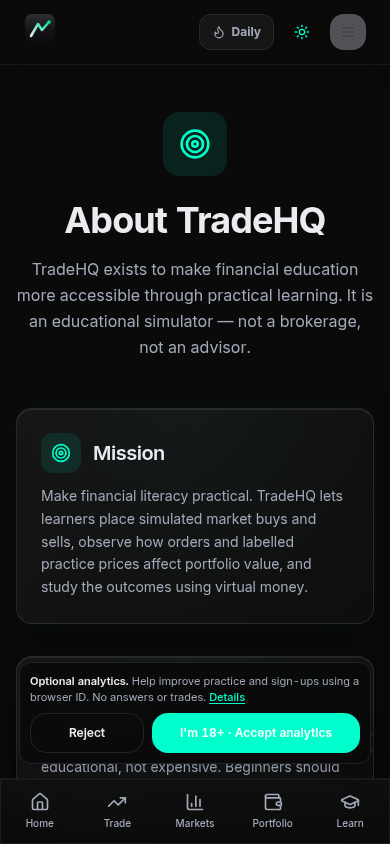 Daily
About TradeHQ
TradeHQ exists to make financial education
more accessible through practical learning. It is
an educational simulator — not a brokerage,
not an advisor.
Mission
Make financial literacy practical. TradeHQ lets
learners place simulated market buys and
sells, observe how orders and labelled
practice prices affect portfolio value, and
study the outcomes using virtual money.
Optional analytics. Help improve practice and sign-ups using a
browser ID. No answers or trades. Details
Reject
I'm 18+ · Accept analytics
educational, not expensive. Beginners should
Home
Trade
Markets
Portfolio
Learn